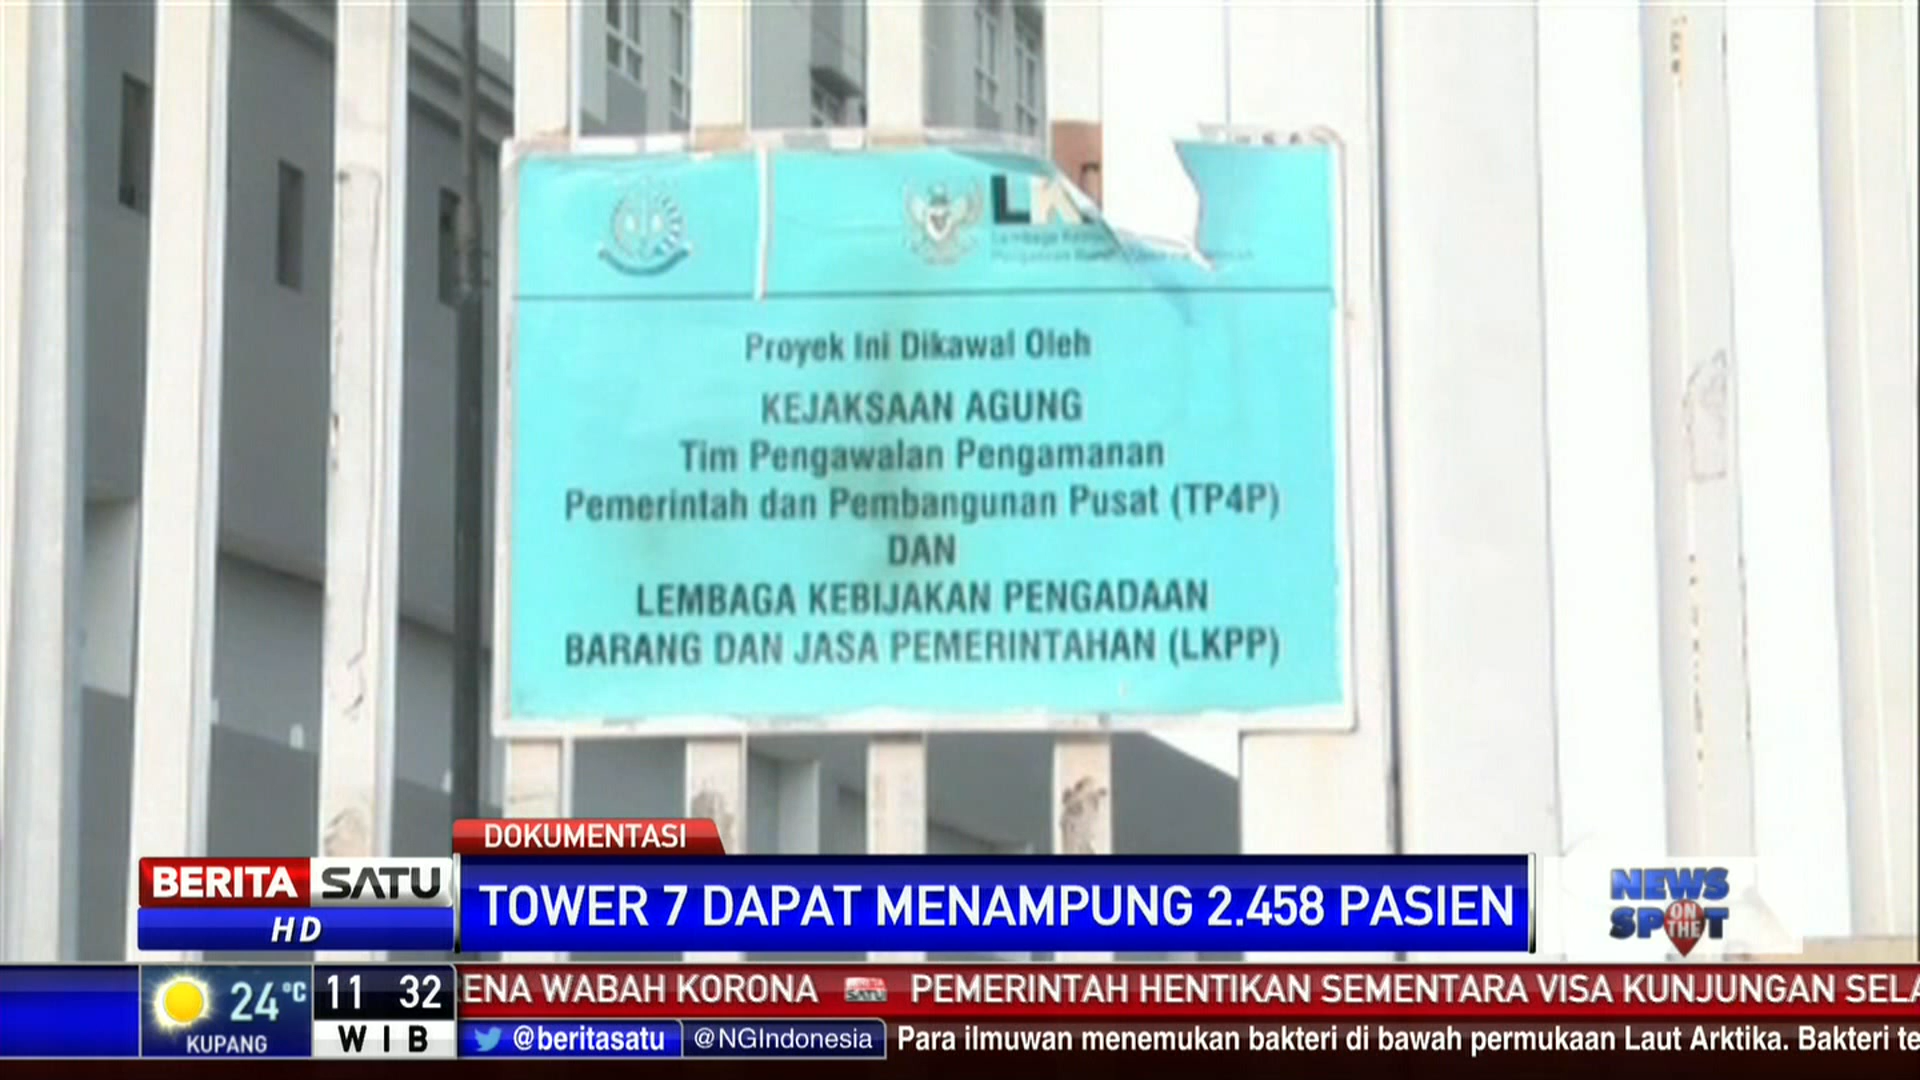 LK
Proyek Ini Dikawal Oleh
KEJAKSAAN AGUNG
Tim Pengawalan Pengamanan
Pemerintah dan Pembangunan Pusat (TP4P)
DAN
LEMBAGA KEBIJAKAN PENGADAAN
BARANG DAN JASA PEMERINTAHAN (LKPP)
DOKUMENTASI
BERITA SATU
HD
TOWER 7 DAPAT MENAMPUNG 2.458 PASIEN
NEWS
ON THE
SPOT
24°C
KUPANG
11 32
WIB
ENA WABAH KORONA BERITA SATU PEMERINTAH HENTIKAN SEMENTARA VISA KUNJUNGAN SELA
@beritasatu @NGIndonesia Para ilmuwan menemukan bakteri di bawah permukaan Laut Arktika. Bakteri te